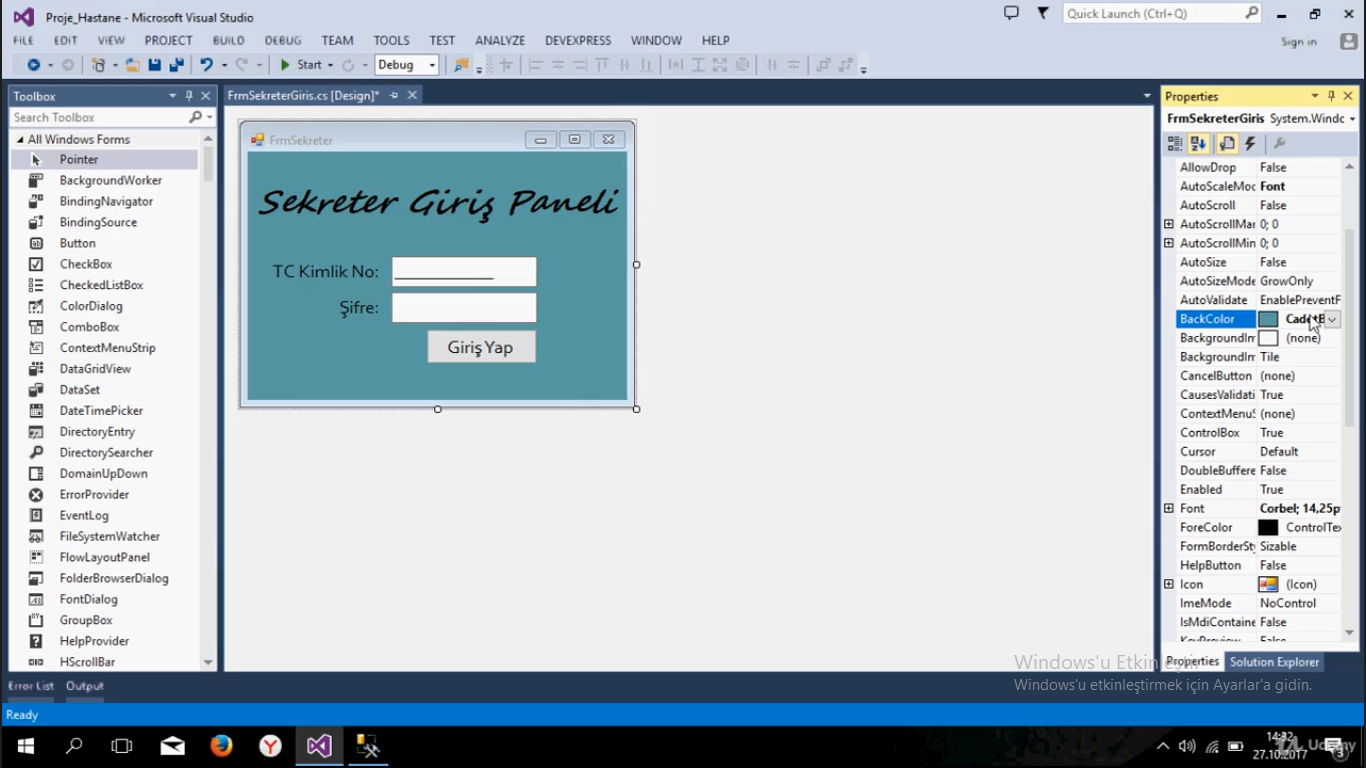 Proje_Hastane - Microsoft Visual Studio
Quick Launch (Ctrl+Q)
FILE EDIT VIEW PROJECT BUILD DEBUG TEAM TOOLS TEST ANALYZE DEVEXPRESS WINDOW HELP
Sign in
Start Debug
Toolbox
Search Toolbox
All Windows Forms
Pointer
BackgroundWorker
BindingNavigator
BindingSource
Button
CheckBox
CheckedListBox
ColorDialog
ComboBox
ContextMenuStrip
DataGridView
DataSet
DateTimePicker
DirectoryEntry
DirectorySearcher
DomainUpDown
ErrorProvider
EventLog
FileSystemWatcher
FlowLayoutPanel
FolderBrowserDialog
FontDialog
GroupBox
HelpProvider
HScrollBar
FrmSekreterGiris.cs [Design]*
FrmSekreter
Sekreter Giriş Paneli
TC Kimlik No:
Şifre:
Giriş Yap
Properties
FrmSekreterGiris System.Windc
AllowDrop False
AutoScaleMod Font
AutoScroll False
AutoScrollMar 0; 0
AutoScrollMin 0; 0
AutoSize False
AutoSizeMode GrowOnly
AutoValidate EnablePreventF
BackColor
BackgroundIm (none)
BackgroundIm Tile
CancelButton (none)
CausesValidati True
ContextMenuS (none)
ControlBox True
Cursor Default
DoubleBuffere False
Enabled True
Font Corbel; 14,25p
ForeColor ControlTex
FormBorderSty Sizable
HelpButton False
Icon (Icon)
ImeMode NoControl
IsMdiContaine False
KeyPreview False
Properties Solution Explorer
Windows'u Etkinleştir
Windows'u etkinleştirmek için Ayarlar'a gidin.
Error List Output
Ready
14:32
27.10.2017
Udemy
3